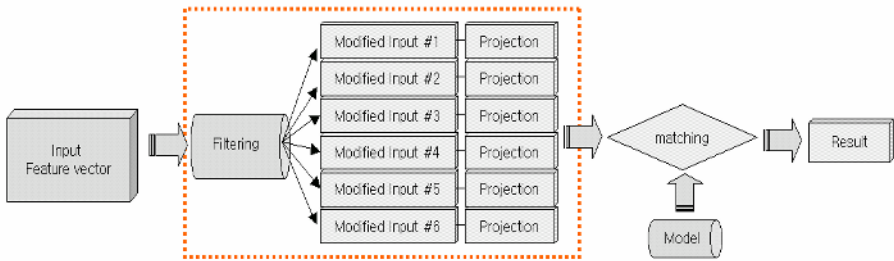 Input
Feature vector
Filtering
Modified Input #1
Projection
Modified Input #2
Projection
Modified Input #3
Projection
Modified Input #4
Projection
Modified Input #5
Projection
Modified Input #6
Projection
matching
Model
Result